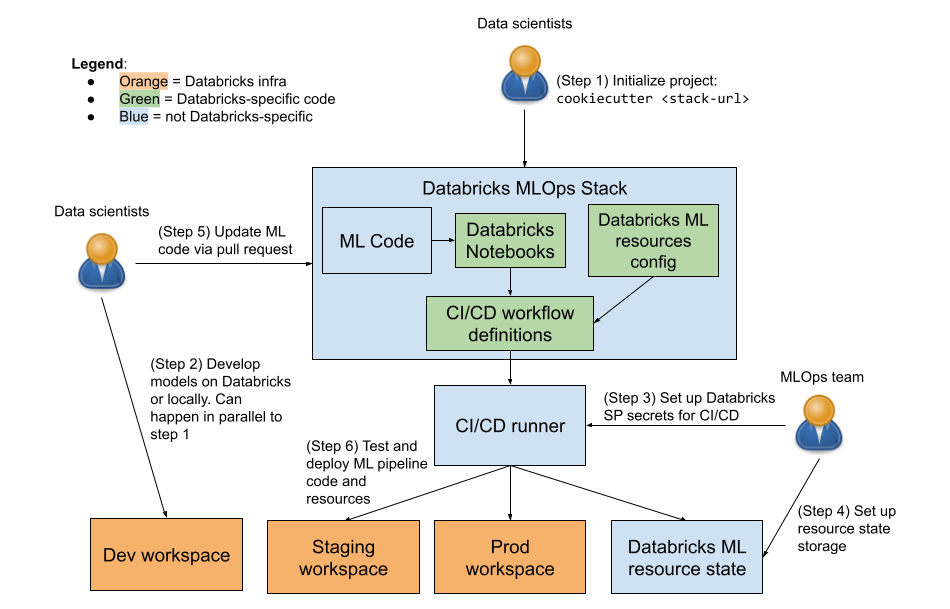 Data scientists
Legend:
● Orange = Databricks infra
● Green = Databricks-specific code
● Blue = not Databricks-specific
(Step 1) Initialize project:
cookiecutter <stack-url>
Databricks MLOps Stack
ML Code
Databricks
Notebooks
Databricks ML
resources
config
CI/CD workflow
definitions
Data scientists
(Step 5) Update ML
code via pull request
(Step 2) Develop
models on Databricks
or locally. Can
happen in parallel to
step 1
MLOps team
(Step 3) Set up Databricks
SP secrets for CI/CD
CI/CD runner
(Step 6) Test and
deploy ML pipeline
code and
resources
(Step 4) Set up
resource state
storage
Dev workspace
Staging
workspace
Prod
workspace
Databricks ML
resource state